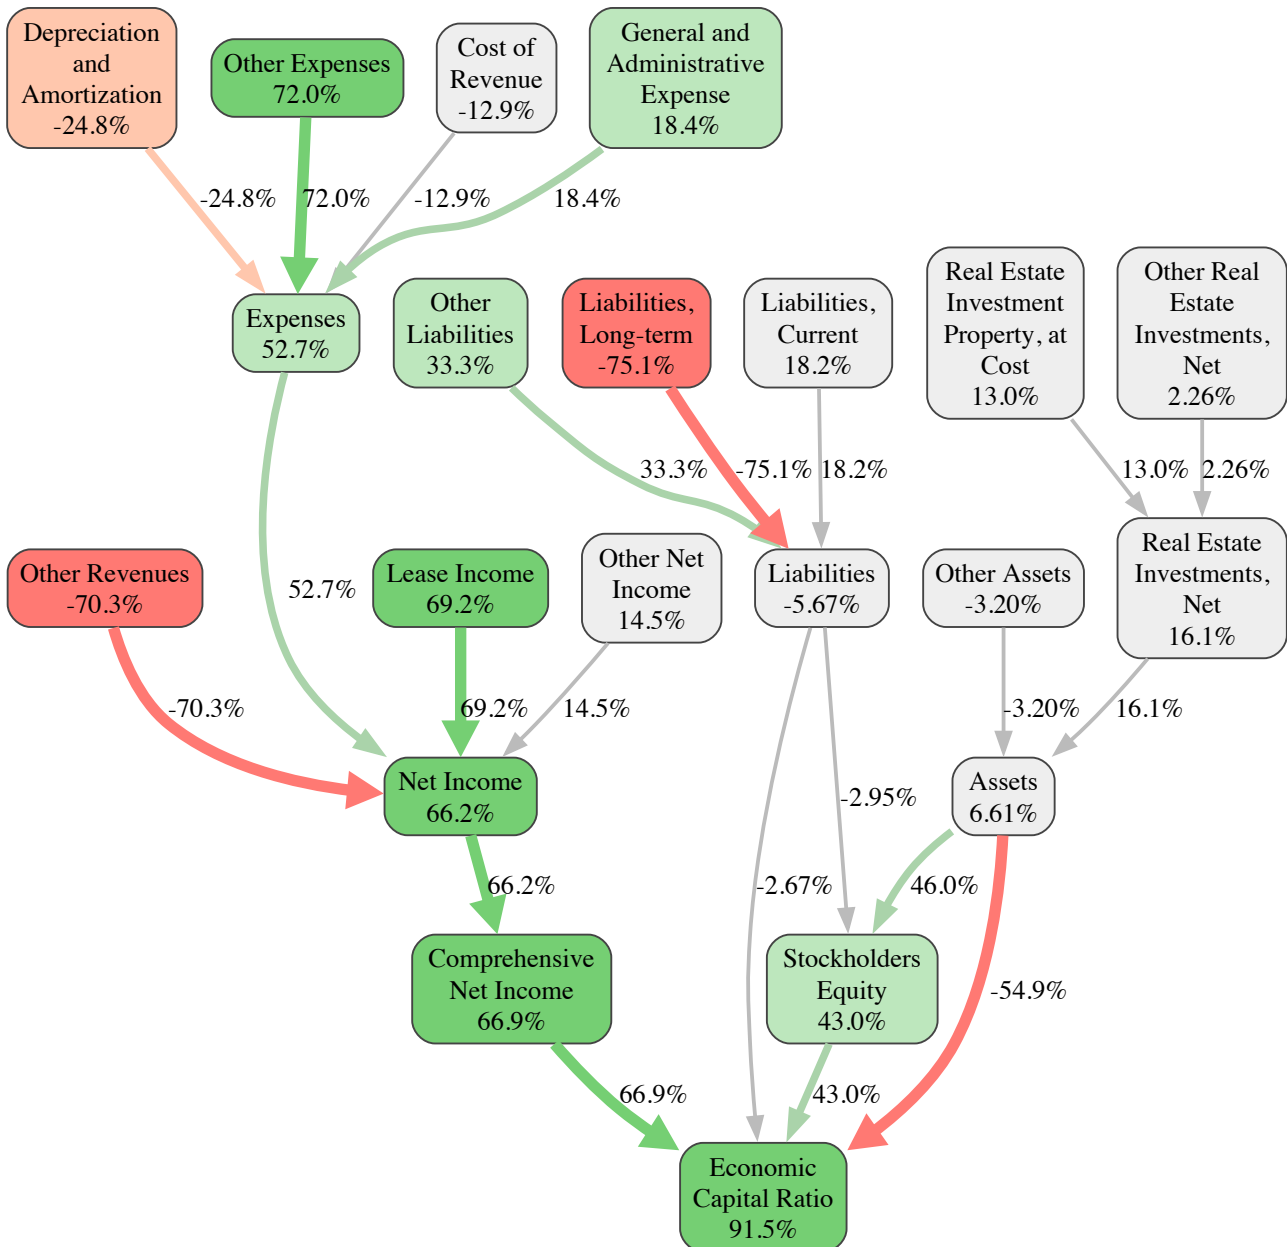 Depreciation
and
Amortization
-24.8%
Other Expenses
72.0%
Cost of
Revenue
-12.9%
General and
Administrative
Expense
18.4%
-24.8%
72.0%
-12.9%
18.4%
Expenses
52.7%
Other
Liabilities
33.3%
Liabilities,
Long-term
-75.1%
Liabilities,
Current
18.2%
Real Estate
Investment
Property, at
Cost
13.0%
Other Real
Estate
Investments,
Net
2.26%
33.3%
-75.1%
18.2%
13.0%
2.26%
Other Revenues
-70.3%
52.7%
Lease Income
69.2%
Other Net
Income
14.5%
Liabilities
-5.67%
Other Assets
-3.20%
Real Estate
Investments,
Net
16.1%
-70.3%
69.2%
14.5%
-3.20%
16.1%
Net Income
66.2%
-2.95%
Assets
6.61%
66.2%
-2.67%
46.0%
Comprehensive
Net Income
66.9%
Stockholders
Equity
43.0%
-54.9%
66.9%
43.0%
Economic
Capital Ratio
91.5%